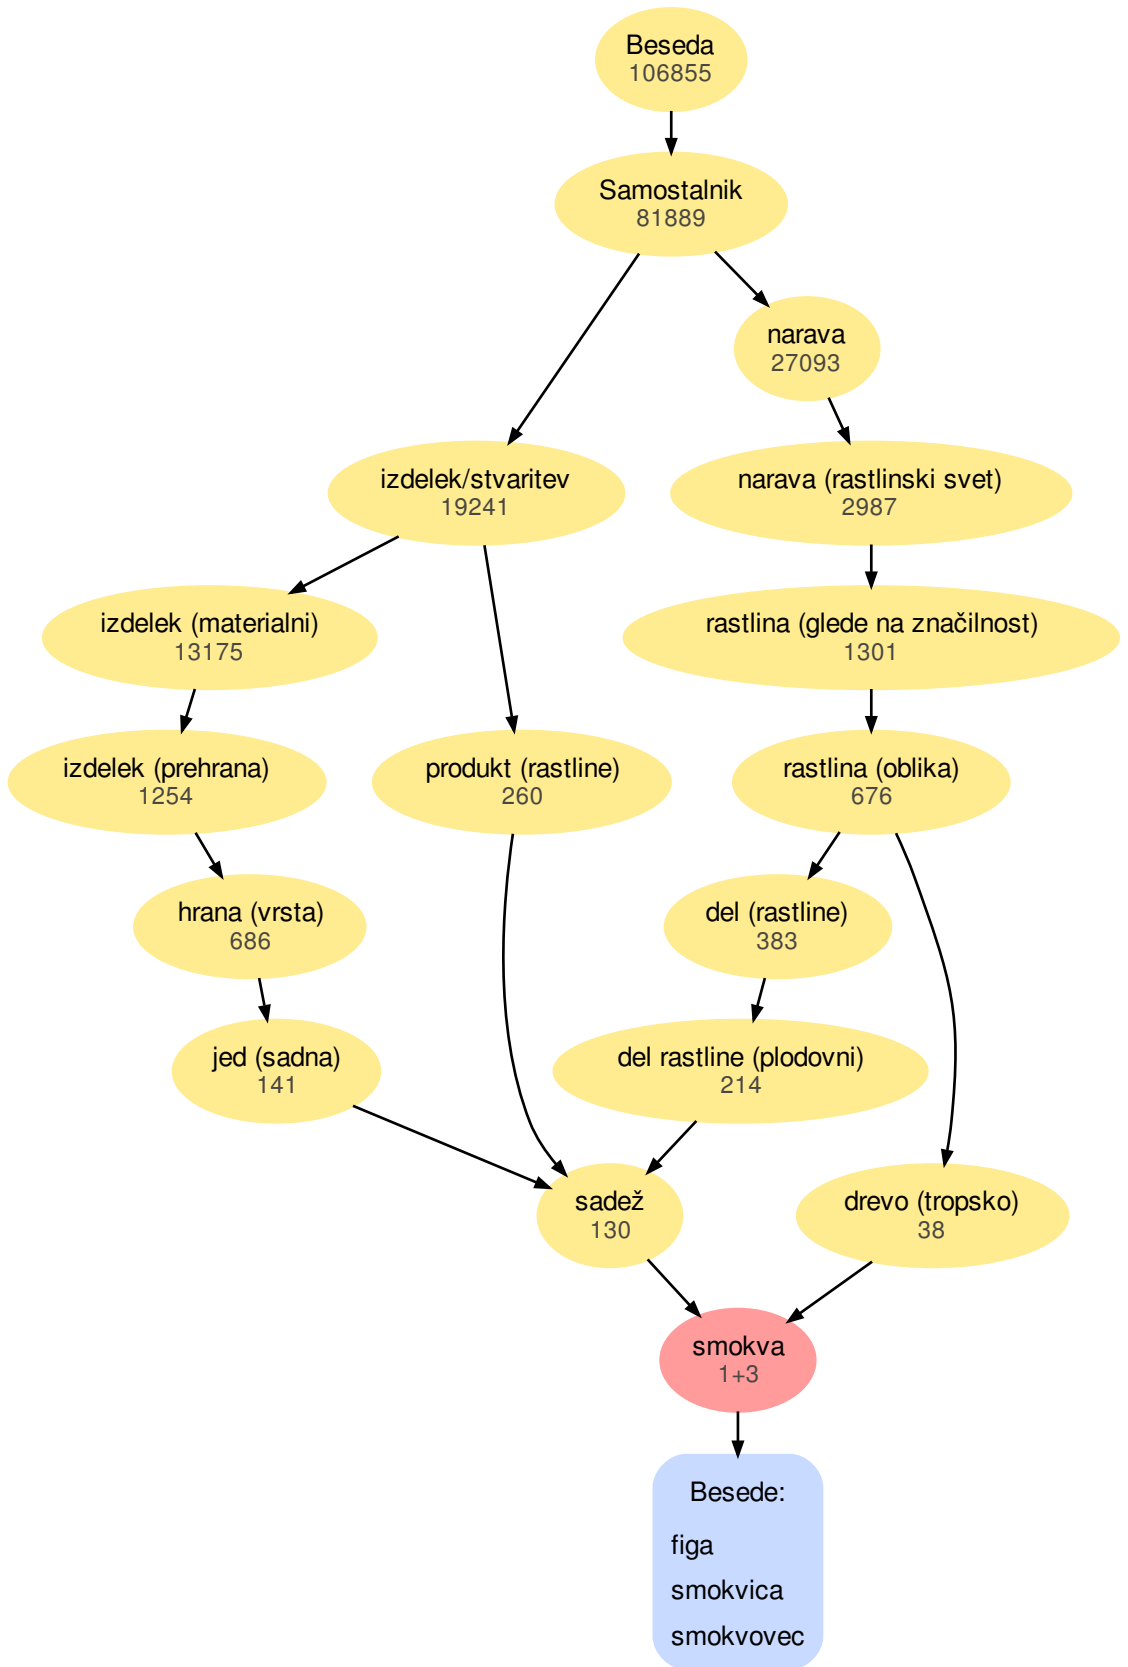 Beseda
106855
Samostalnik
81889
narava
27093
izdelek/stvaritev
19241
narava (rastlinski svet)
2987
izdelek (materialni)
13175
rastlina (glede na značilnost)
1301
izdelek (prehrana)
1254
produkt (rastline)
260
rastlina (oblika)
676
hrana (vrsta)
686
del (rastline)
383
jed (sadna)
141
del rastline (plodovni)
214
sadež
130
drevo (tropsko)
38
smokva
1+3
Besede:
figa
smokvica
smokvovec